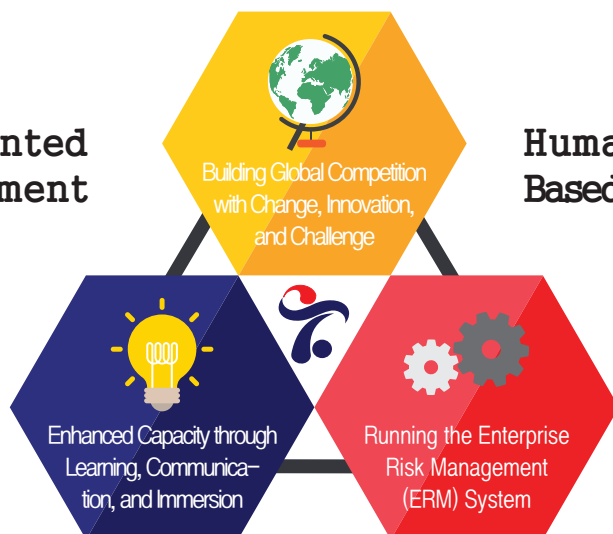 nted
ment
Huma
Based
Building Global Competition
with Change, Innovation,
and Challenge
Enhanced Capacity through
Learning, Communica-
tion, and Immersion
Running the Enterprise
Risk Management
(ERM) System